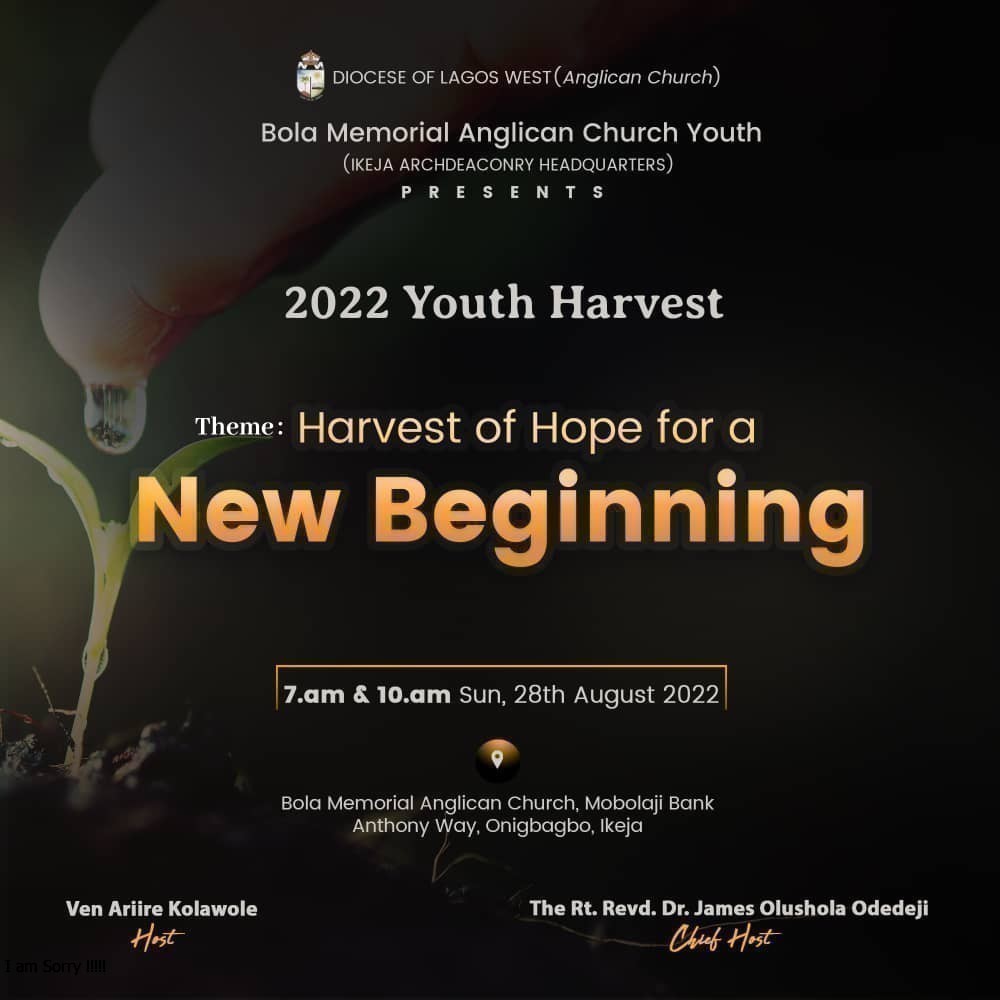 DIOCESE OF LAGOS WEST(Anglican Church)
Bola Memorial Anglican Church Youth
(IKEJA ARCHDEACONRY HEADQUARTERS)
PRESENTS
2022 Youth Harvest
Theme: Harvest of Hope for a
New Beginning
7.am & 10.am Sun, 28th August 2022
Bola Memorial Anglican Church, Mobolaji Bank
Anthony Way, Onigbagbo, Ikeja
Ven Ariire Kolawole
Host
The Rt. Revd. Dr. James Olushola Odedeji
Chief Host
I am Sorry !!!!!